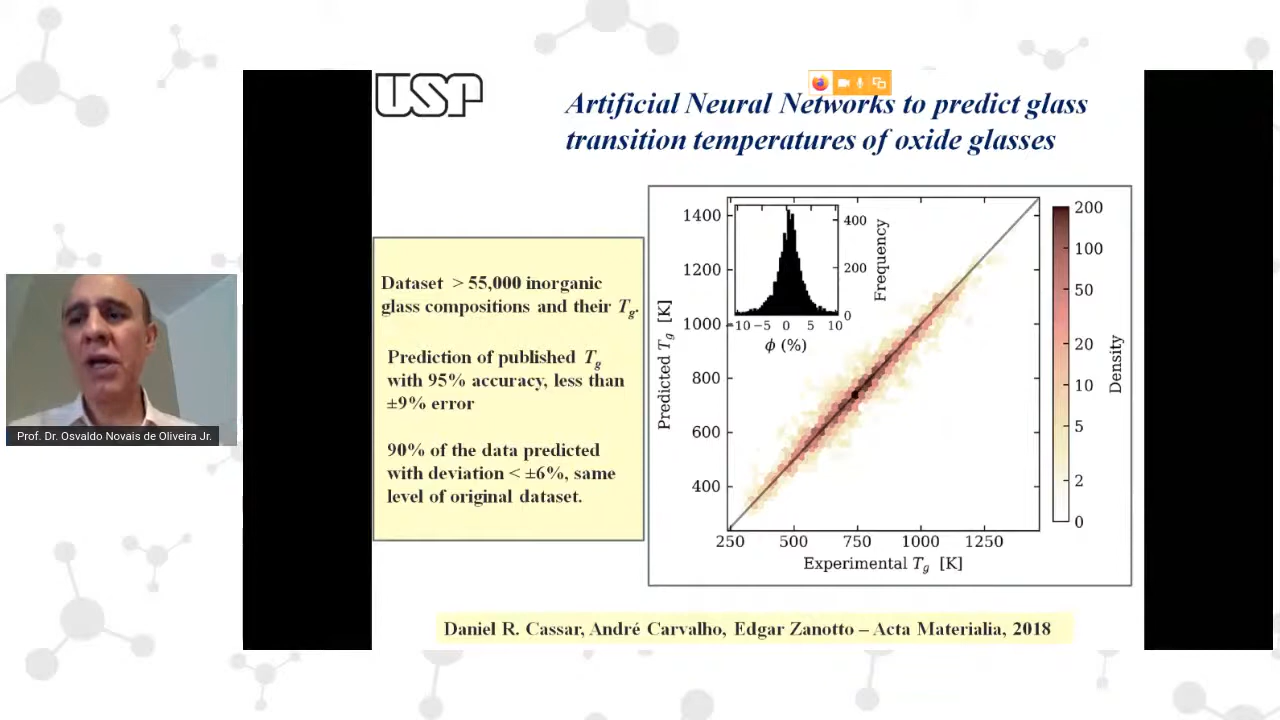 USP
Artificial Neural Networks to predict glass
transition temperatures of oxide glasses
Dataset > 55,000 inorganic
glass compositions and their Tg.
Prediction of published Tg
with 95% accuracy, less than
±9% error
90% of the data predicted
with deviation < ±6%, same
level of original dataset.
Prof. Dr. Osvaldo Novais de Oliveira Jr.
1400
1200
1000
800
600
400
Predicted Tg [K]
250 500 750 1000 1250
Experimental Tg [K]
400
200
0
Frequency
−10 −5 0 5 10
ϕ (%)
200
100
50
20
10
5
2
0
Density
Daniel R. Cassar, André Carvalho, Edgar Zanotto – Acta Materialia, 2018